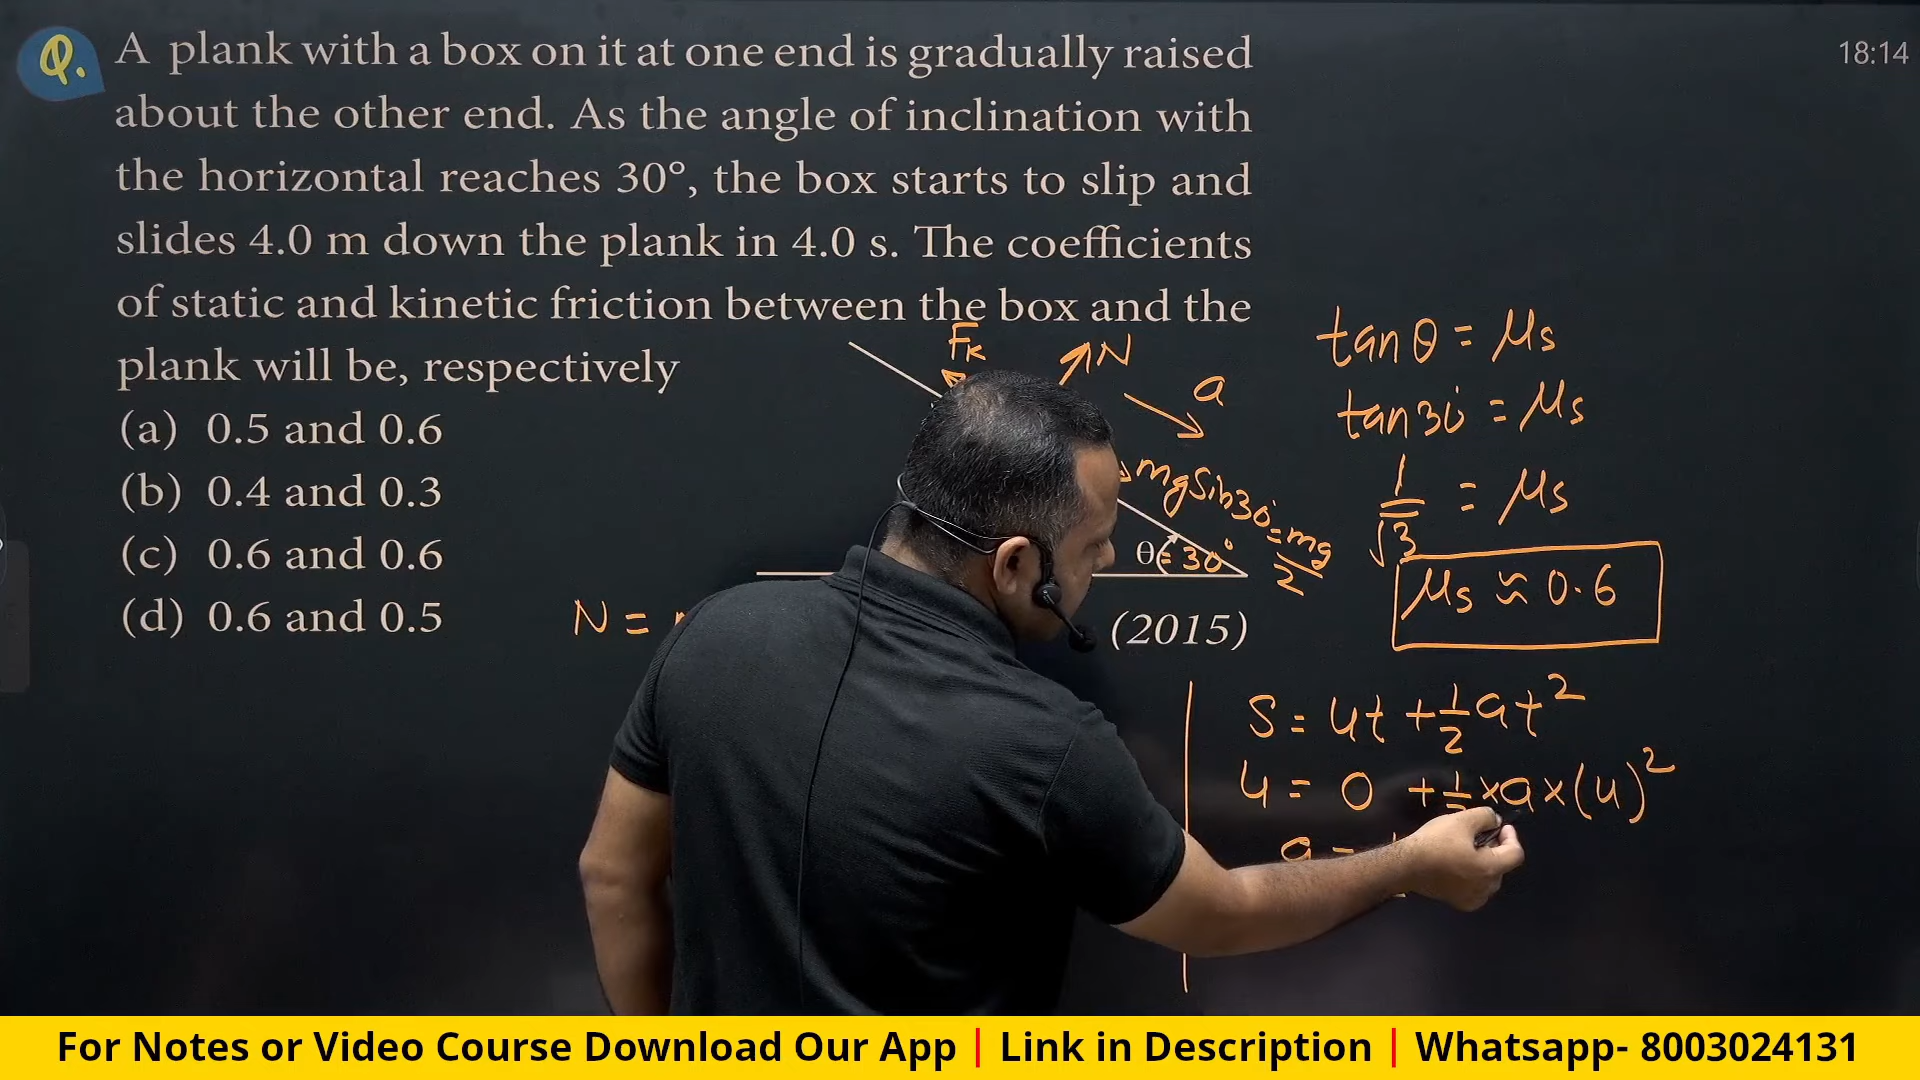 Q. A plank with a box on it at one end is gradually raised
about the other end. As the angle of inclination with
the horizontal reaches 30°, the box starts to slip and
slides 4.0 m down the plank in 4.0 s. The coefficients
of static and kinetic friction between the box and the
plank will be, respectively
(a) 0.5 and 0.6
(b) 0.4 and 0.3
(c) 0.6 and 0.6
(d) 0.6 and 0.5
(2015)
18:14
FK
N
a
mg sin30° = mg/2
θ = 30°
N =
tanθ = μs
tan30° = μs
1/√3 = μs
μs ≈ 0.6
S = ut + 1/2 at²
4 = 0 + 1/2 × a × (4)²
a =
For Notes or Video Course Download Our App | Link in Description | Whatsapp- 8003024131